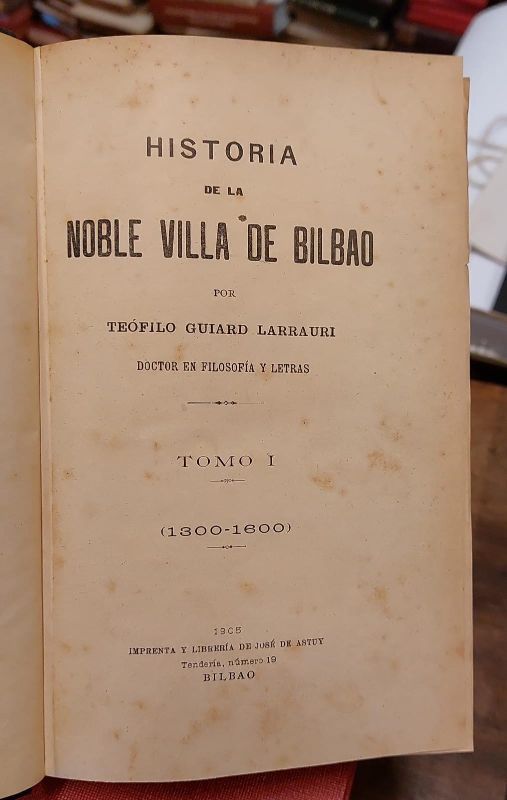 HISTORIA
DE LA
NOBLE VILLA DE BILBAO
POR
TEÓFILO GUIARD LARRAURI
DOCTOR EN FILOSOFÍA Y LETRAS
TOMO I
(1300-1600)
1905
IMPRENTA Y LIBRERÍA DE JOSÉ DE ASTUY
Tendería, número 19
BILBAO